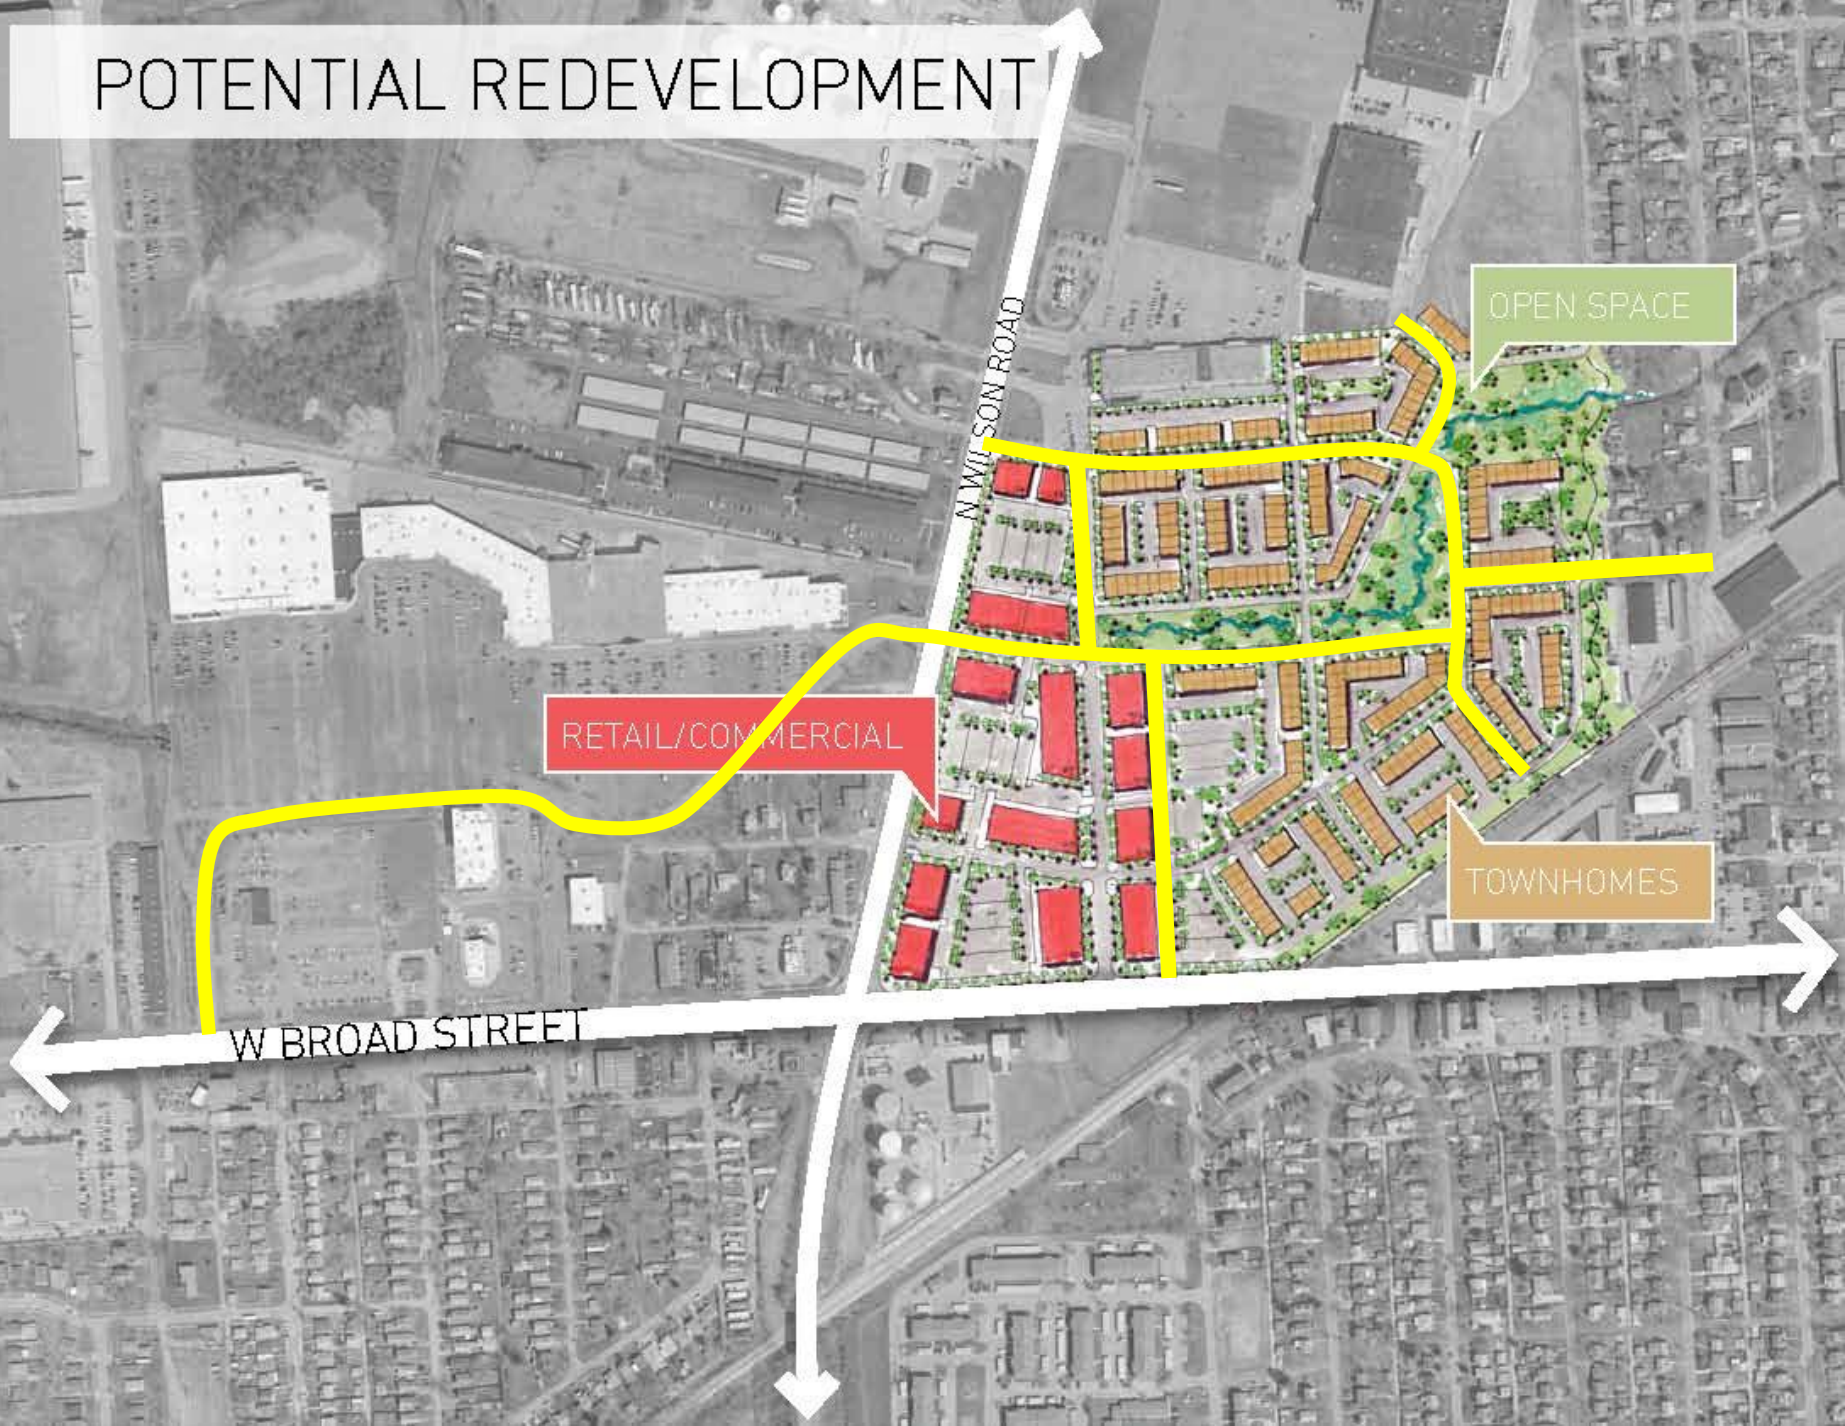 POTENTIAL REDEVELOPMENT
OPEN SPACE
N WILSON ROAD
RETAIL/COMMERCIAL
TOWNHOMES
W BROAD STREET